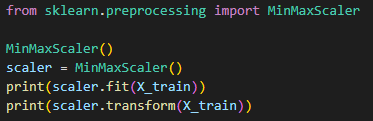 from sklearn.preprocessing import MinMaxScaler
MinMaxScaler()
scaler = MinMaxScaler()
print(scaler.fit(X_train))
print(scaler.transform(X_train))